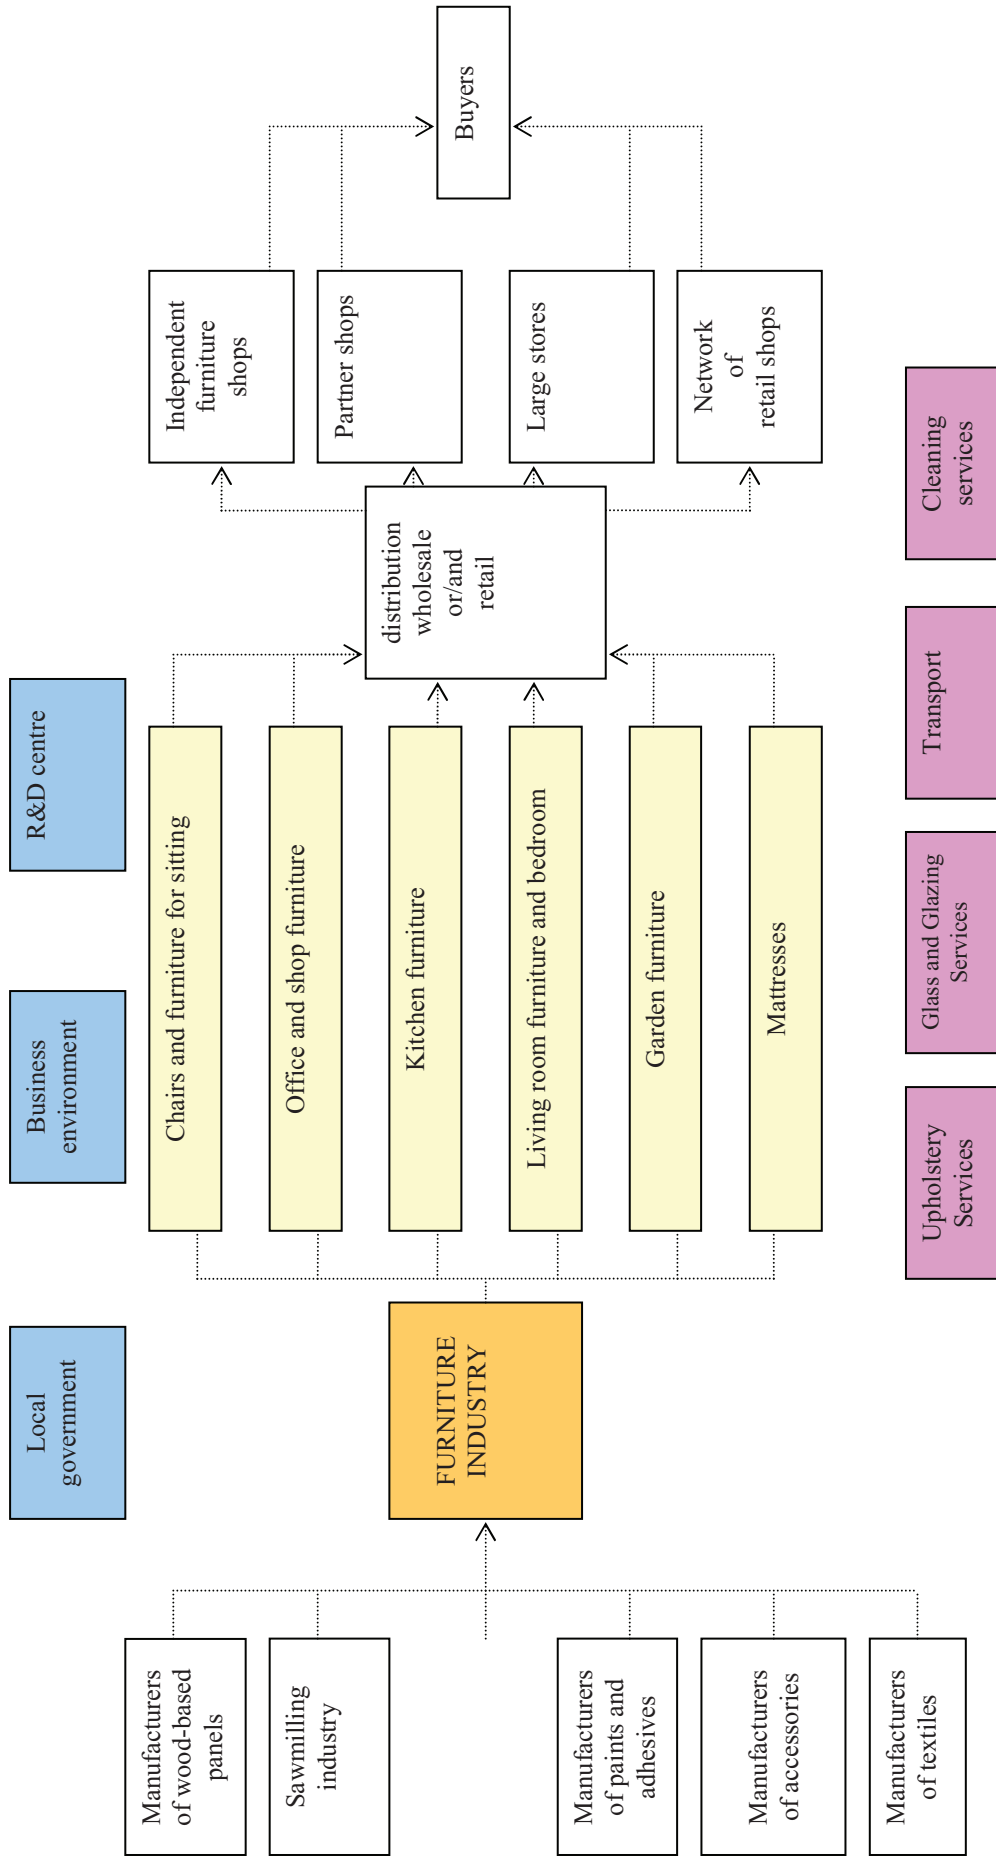 Local
government
Business
environment
R&D centre
Manufacturers
of wood-based
panels
Sawmilling
industry
Manufacturers
of paints and
adhesives
Manufacturers
of accessories
Manufacturers
of textiles
FURNITURE
INDUSTRY
Chairs and furniture for sitting
Office and shop furniture
Kitchen furniture
Living room furniture and bedroom
Garden furniture
Mattresses
distribution
wholesale
or/and
retail
Independent
furniture
shops
Partner shops
Large stores
Network
of
retail shops
Buyers
Upholstery
Services
Glass and Glazing
Services
Transport
Cleaning
services